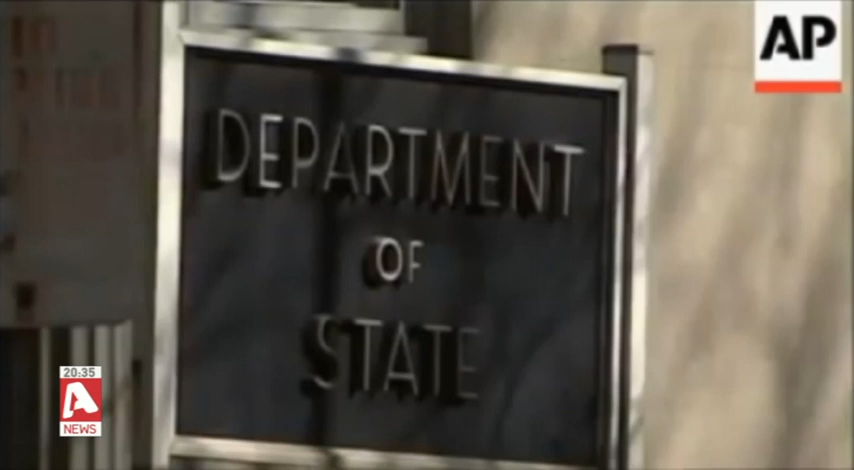 AP
DEPARTMENT
OF
STATE
20:35
A
NEWS